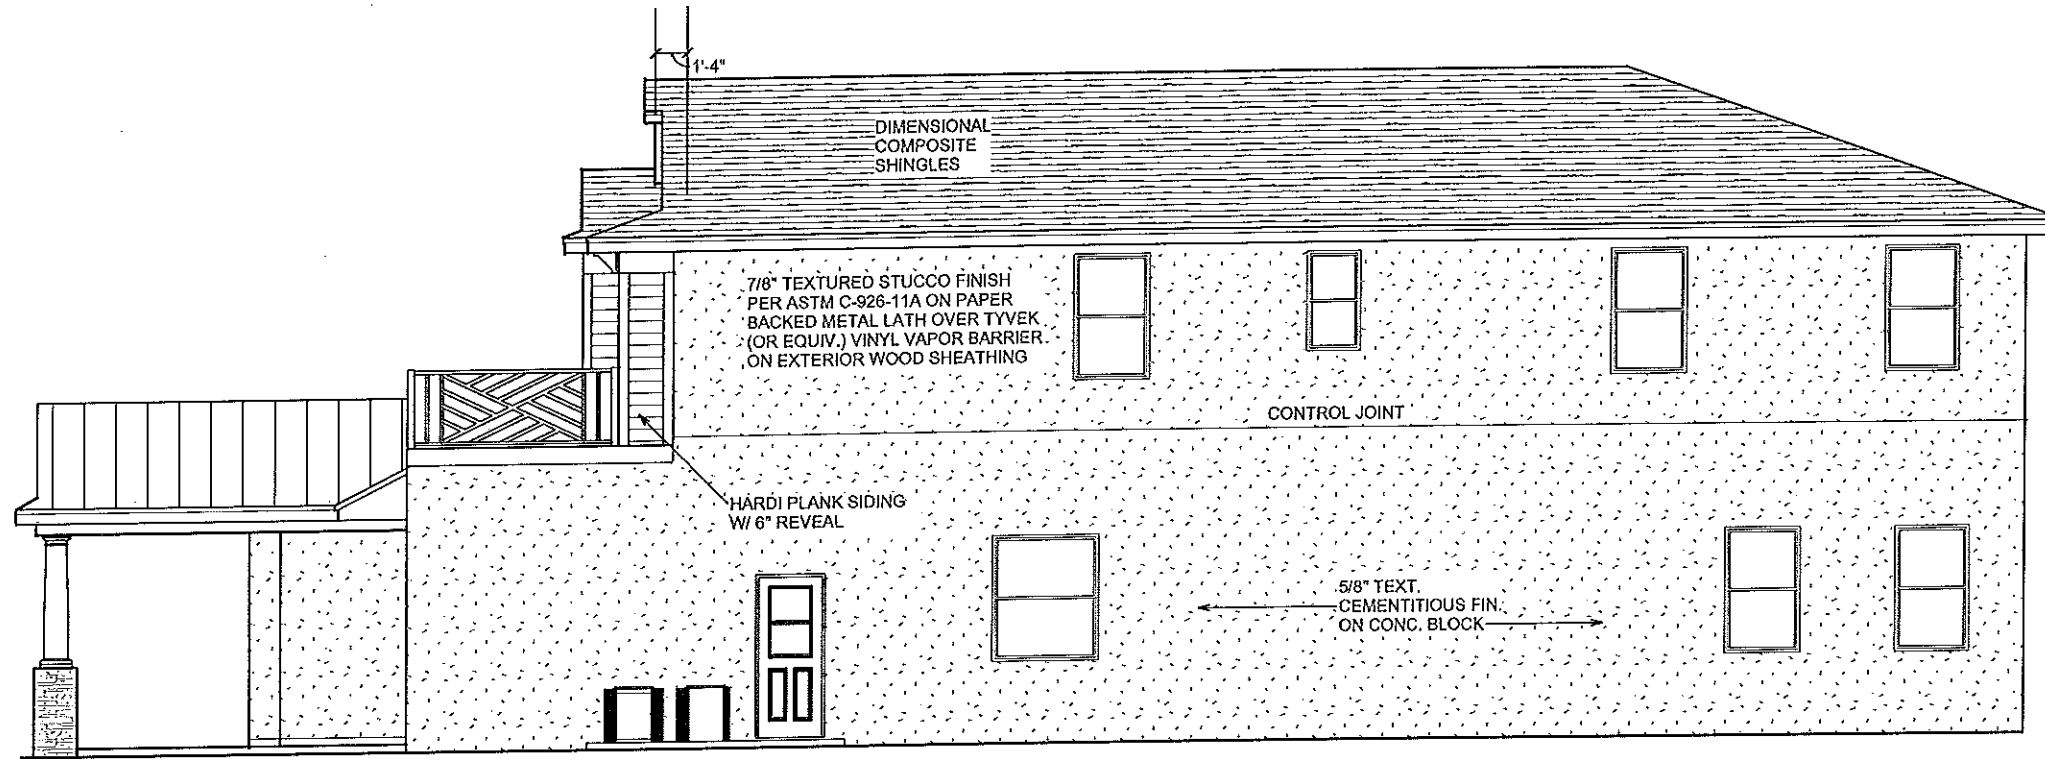 1'-4"
DIMENSIONAL
COMPOSITE
SHINGLES
7/8" TEXTURED STUCCO FINISH
PER ASTM C-926-11A ON PAPER
BACKED METAL LATH OVER TYVEK
(OR EQUIV.) VINYL VAPOR BARRIER
ON EXTERIOR WOOD SHEATHING
CONTROL JOINT
HARDI PLANK SIDING
W/ 6" REVEAL
5/8" TEXT.
CEMENTITIOUS FIN.
ON CONC. BLOCK